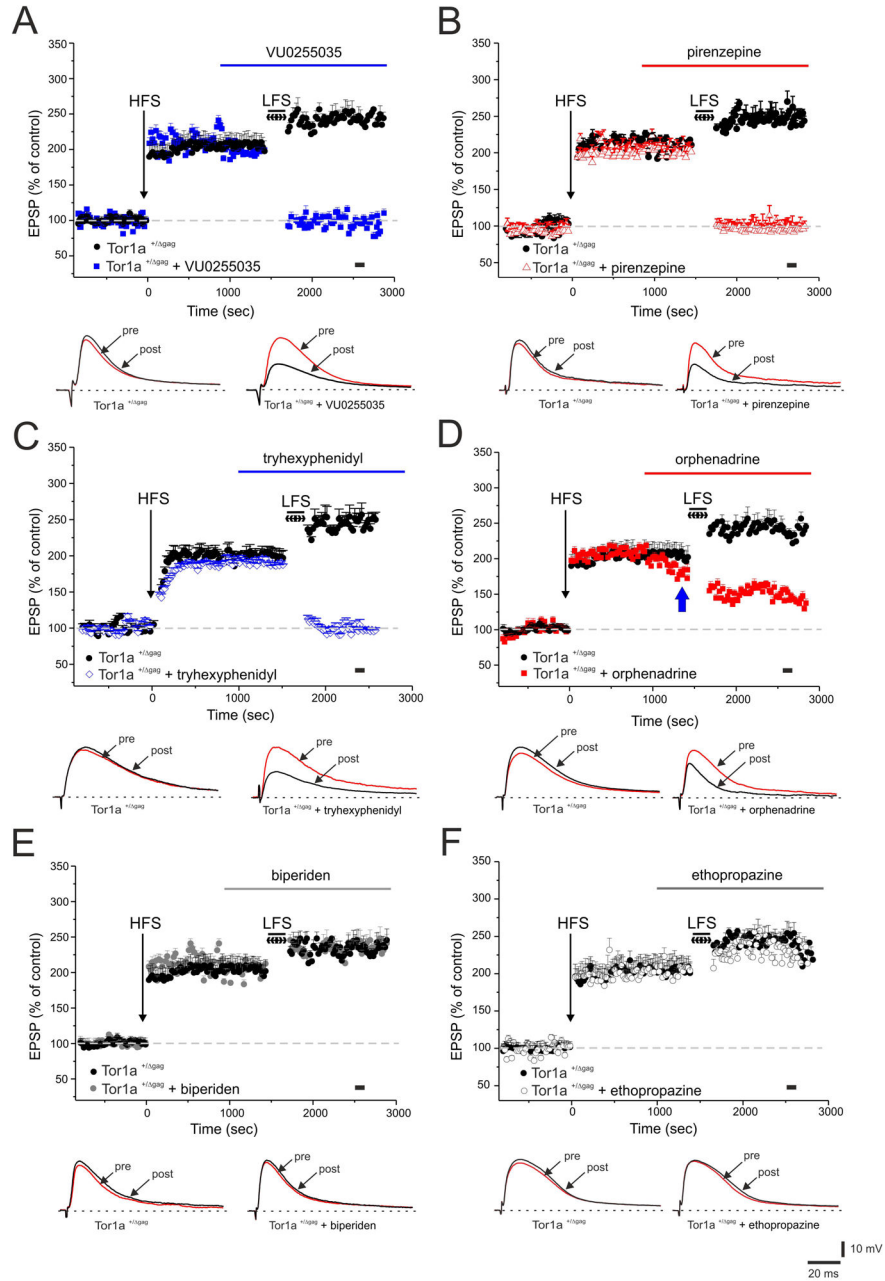 A
VU0255035
350
300
250
200
150
100
50
EPSP (% of control)
HFS
LFS
Tor1a +/Δgag
Tor1a +/Δgag + VU0255035
0 1000 2000 3000
Time (sec)
pre
post
Tor1a +/Δgag
pre
post
Tor1a +/Δgag + VU0255035
B
pirenzepine
350
300
250
200
150
100
50
EPSP (% of control)
HFS
LFS
Tor1a +/Δgag
Tor1a +/Δgag + pirenzepine
0 1000 2000 3000
Time (sec)
pre
post
Tor1a +/Δgag
pre
post
Tor1a +/Δgag + pirenzepine
C
tryhexyphenidyl
350
300
250
200
150
100
50
EPSP (% of control)
HFS
LFS
Tor1a +/Δgag
Tor1a +/Δgag + tryhexyphenidyl
0 1000 2000 3000
Time (sec)
pre
post
Tor1a +/Δgag
pre
post
Tor1a +/Δgag + tryhexyphenidyl
D
orphenadrine
350
300
250
200
150
100
50
EPSP (% of control)
HFS
LFS
Tor1a +/Δgag
Tor1a +/Δgag + orphenadrine
0 1000 2000 3000
Time (sec)
pre
post
Tor1a +/Δgag
pre
post
Tor1a +/Δgag + orphenadrine
E
biperiden
350
300
250
200
150
100
50
EPSP (% of control)
HFS
LFS
Tor1a +/Δgag
Tor1a +/Δgag + biperiden
0 1000 2000 3000
Time (sec)
pre
post
Tor1a +/Δgag
pre
post
Tor1a +/Δgag + biperiden
F
ethopropazine
350
300
250
200
150
100
50
EPSP (% of control)
HFS
LFS
Tor1a +/Δgag
Tor1a +/Δgag + ethopropazine
0 1000 2000 3000
Time (sec)
pre
post
Tor1a +/Δgag
pre
post
Tor1a +/Δgag + ethopropazine
10 mV
20 ms